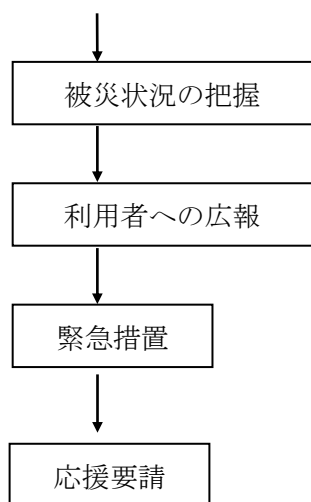 被災状況の把握
利用者への広報
緊急措置
応援要請